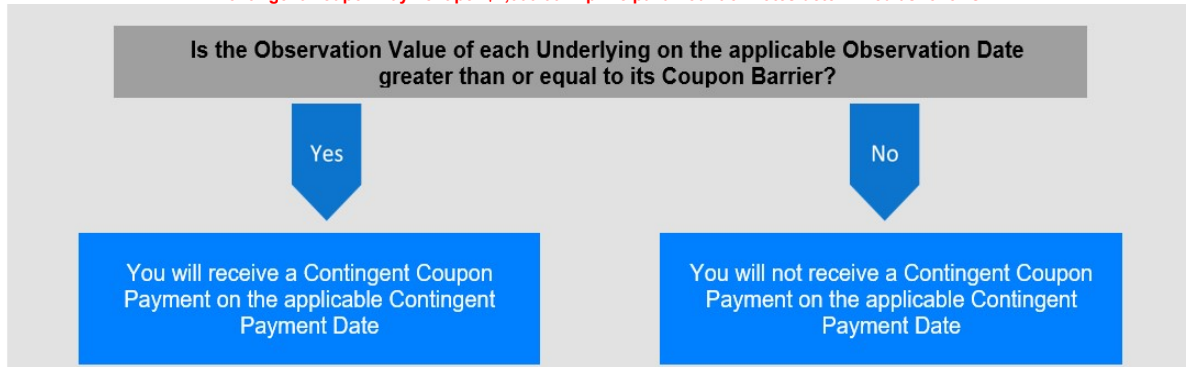 Is the Observation Value of each Underlying on the applicable Observation Date
greater than or equal to its Coupon Barrier?
Yes
No
You will receive a Contingent Coupon
Payment on the applicable Contingent
Payment Date
You will not receive a Contingent Coupon
Payment on the applicable Contingent
Payment Date